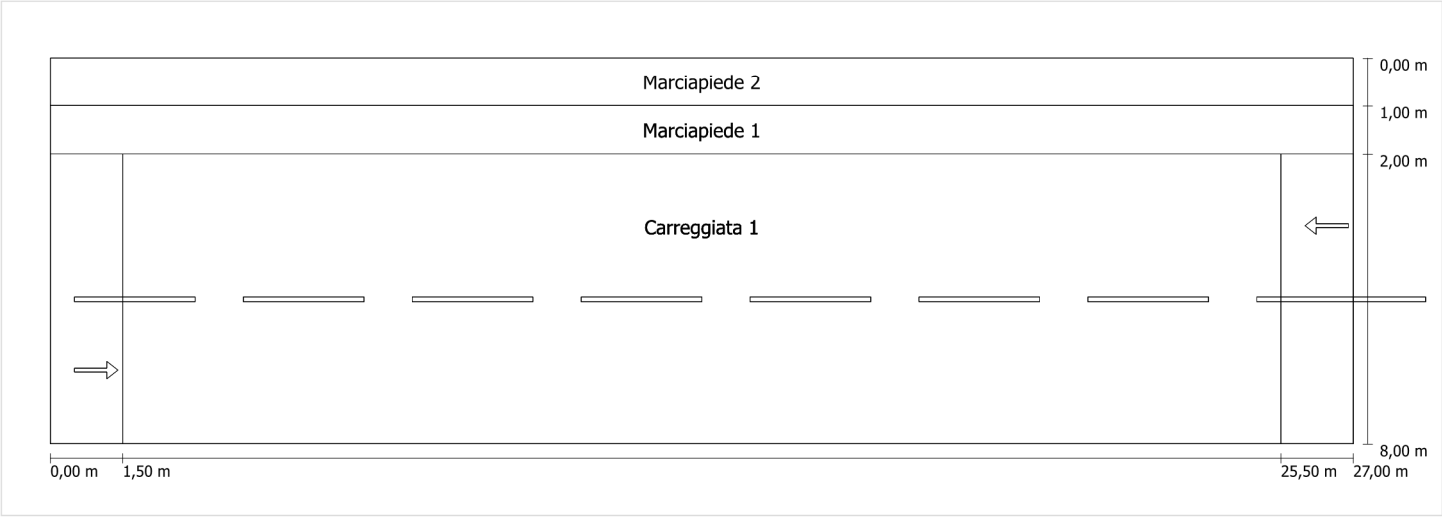 0,00 m
Marciapiede 2
1,00 m
Marciapiede 1
2,00 m
Carreggiata 1
8,00 m
0,00 m 1,50 m 25,50 m 27,00 m